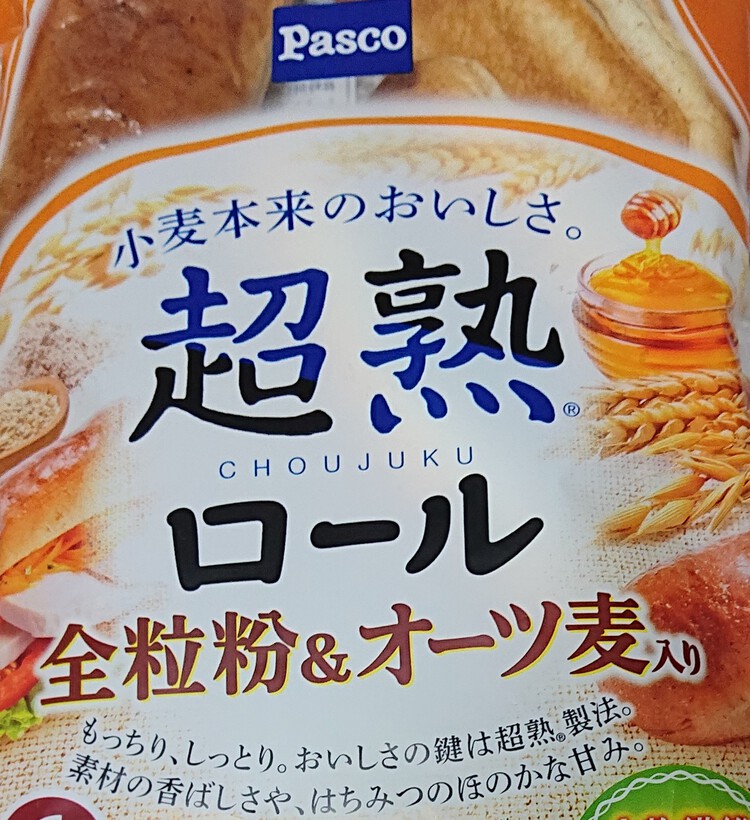 Pasco
小麦本来のおいしさ。
超熟®
CHOUJUKU
ロール
全粒粉&オーツ麦入り
もっちり、しっとり。おいしさの鍵は超熟®製法。
素材の香ばしさや、はちみつのほのかな甘み。